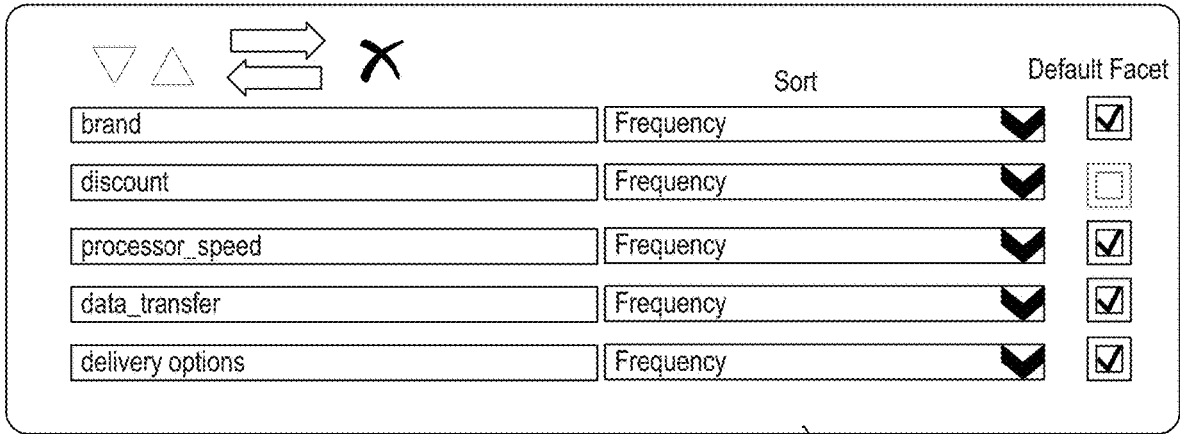 Sort Default Facet
brand Frequency
discount Frequency
processor_speed Frequency
data_transfer Frequency
delivery options Frequency